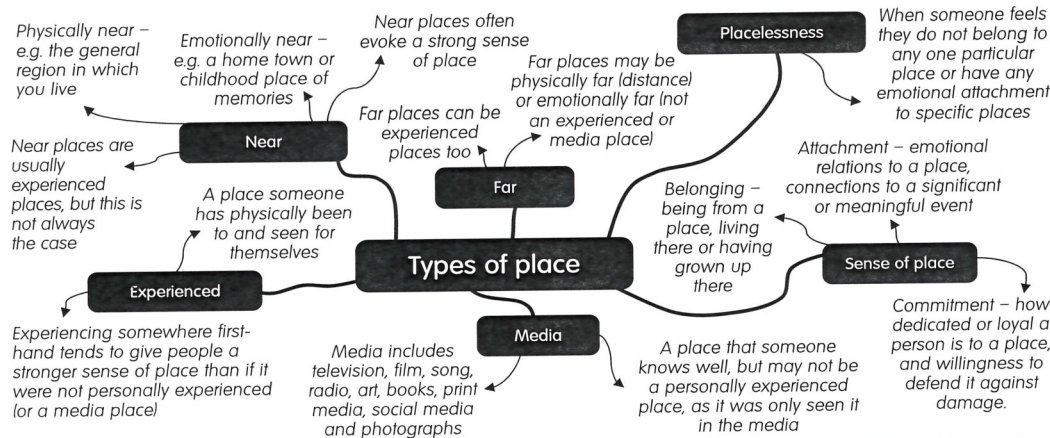 Physically near –
e.g. the general
region in which
you live
Emotionally near –
e.g. a home town or
childhood place of
memories
Near places often
evoke a strong sense
of place
Near
Near places are
usually
experienced
places, but this is
not always
the case
Far places can be
experienced
places too
Far places may be
physically far (distance)
or emotionally far (not
an experienced or
media place)
Far
Placelessness
When someone feels
they do not belong to
any one particular
place or have any
emotional attachment
to specific places
A place someone
has physically been
to and seen for
themselves
Experienced
Experiencing somewhere first-
hand tends to give people a
stronger sense of place than if it
were not personally experienced
(or a media place)
Types of place
Belonging –
being from a
place, living
there or having
grown up
there
Attachment – emotional
relations to a place,
connections to a significant
or meaningful event
Sense of place
Commitment – how
dedicated or loyal a
person is to a place,
and willingness to
defend it against
damage.
Media
Media includes
television, film, song,
radio, art, books, print
media, social media
and photographs
A place that someone
knows well, but may not be
a personally experienced
place, as it was only seen it
in the media